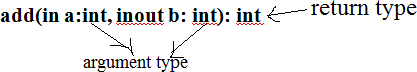 add(in a:int, inout b: int): int return type
argument type